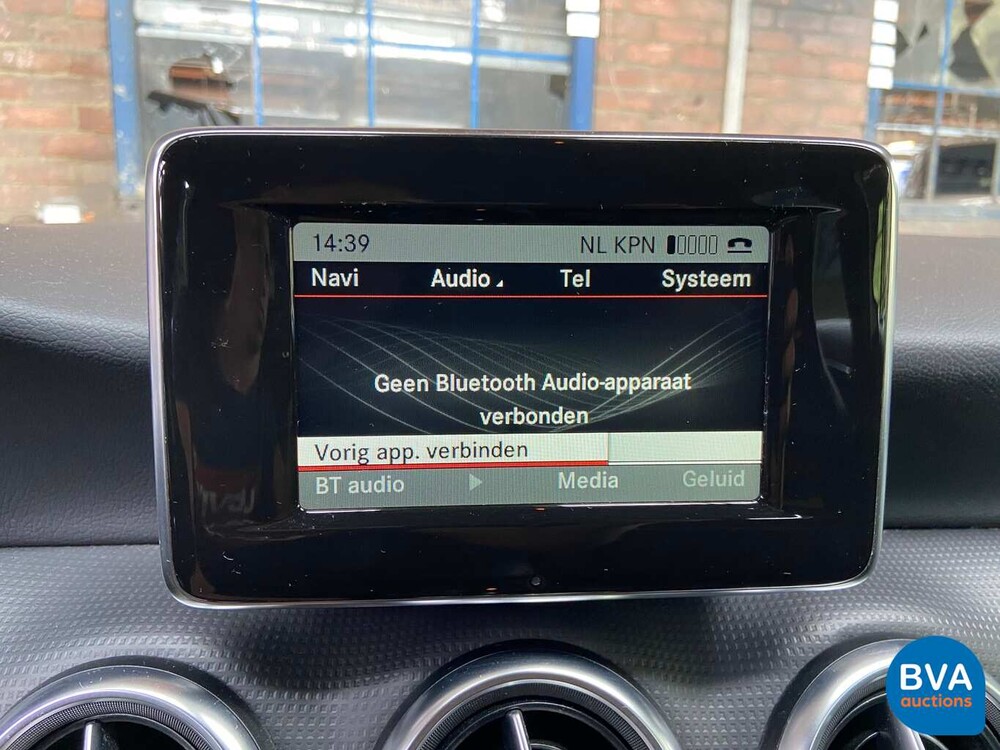 14:39 NL KPN
Navi Audio Tel Systeem
Geen Bluetooth Audio-apparaat
verbonden
Vorig app. verbinden
BT audio Media Geluid
BVA
auctions